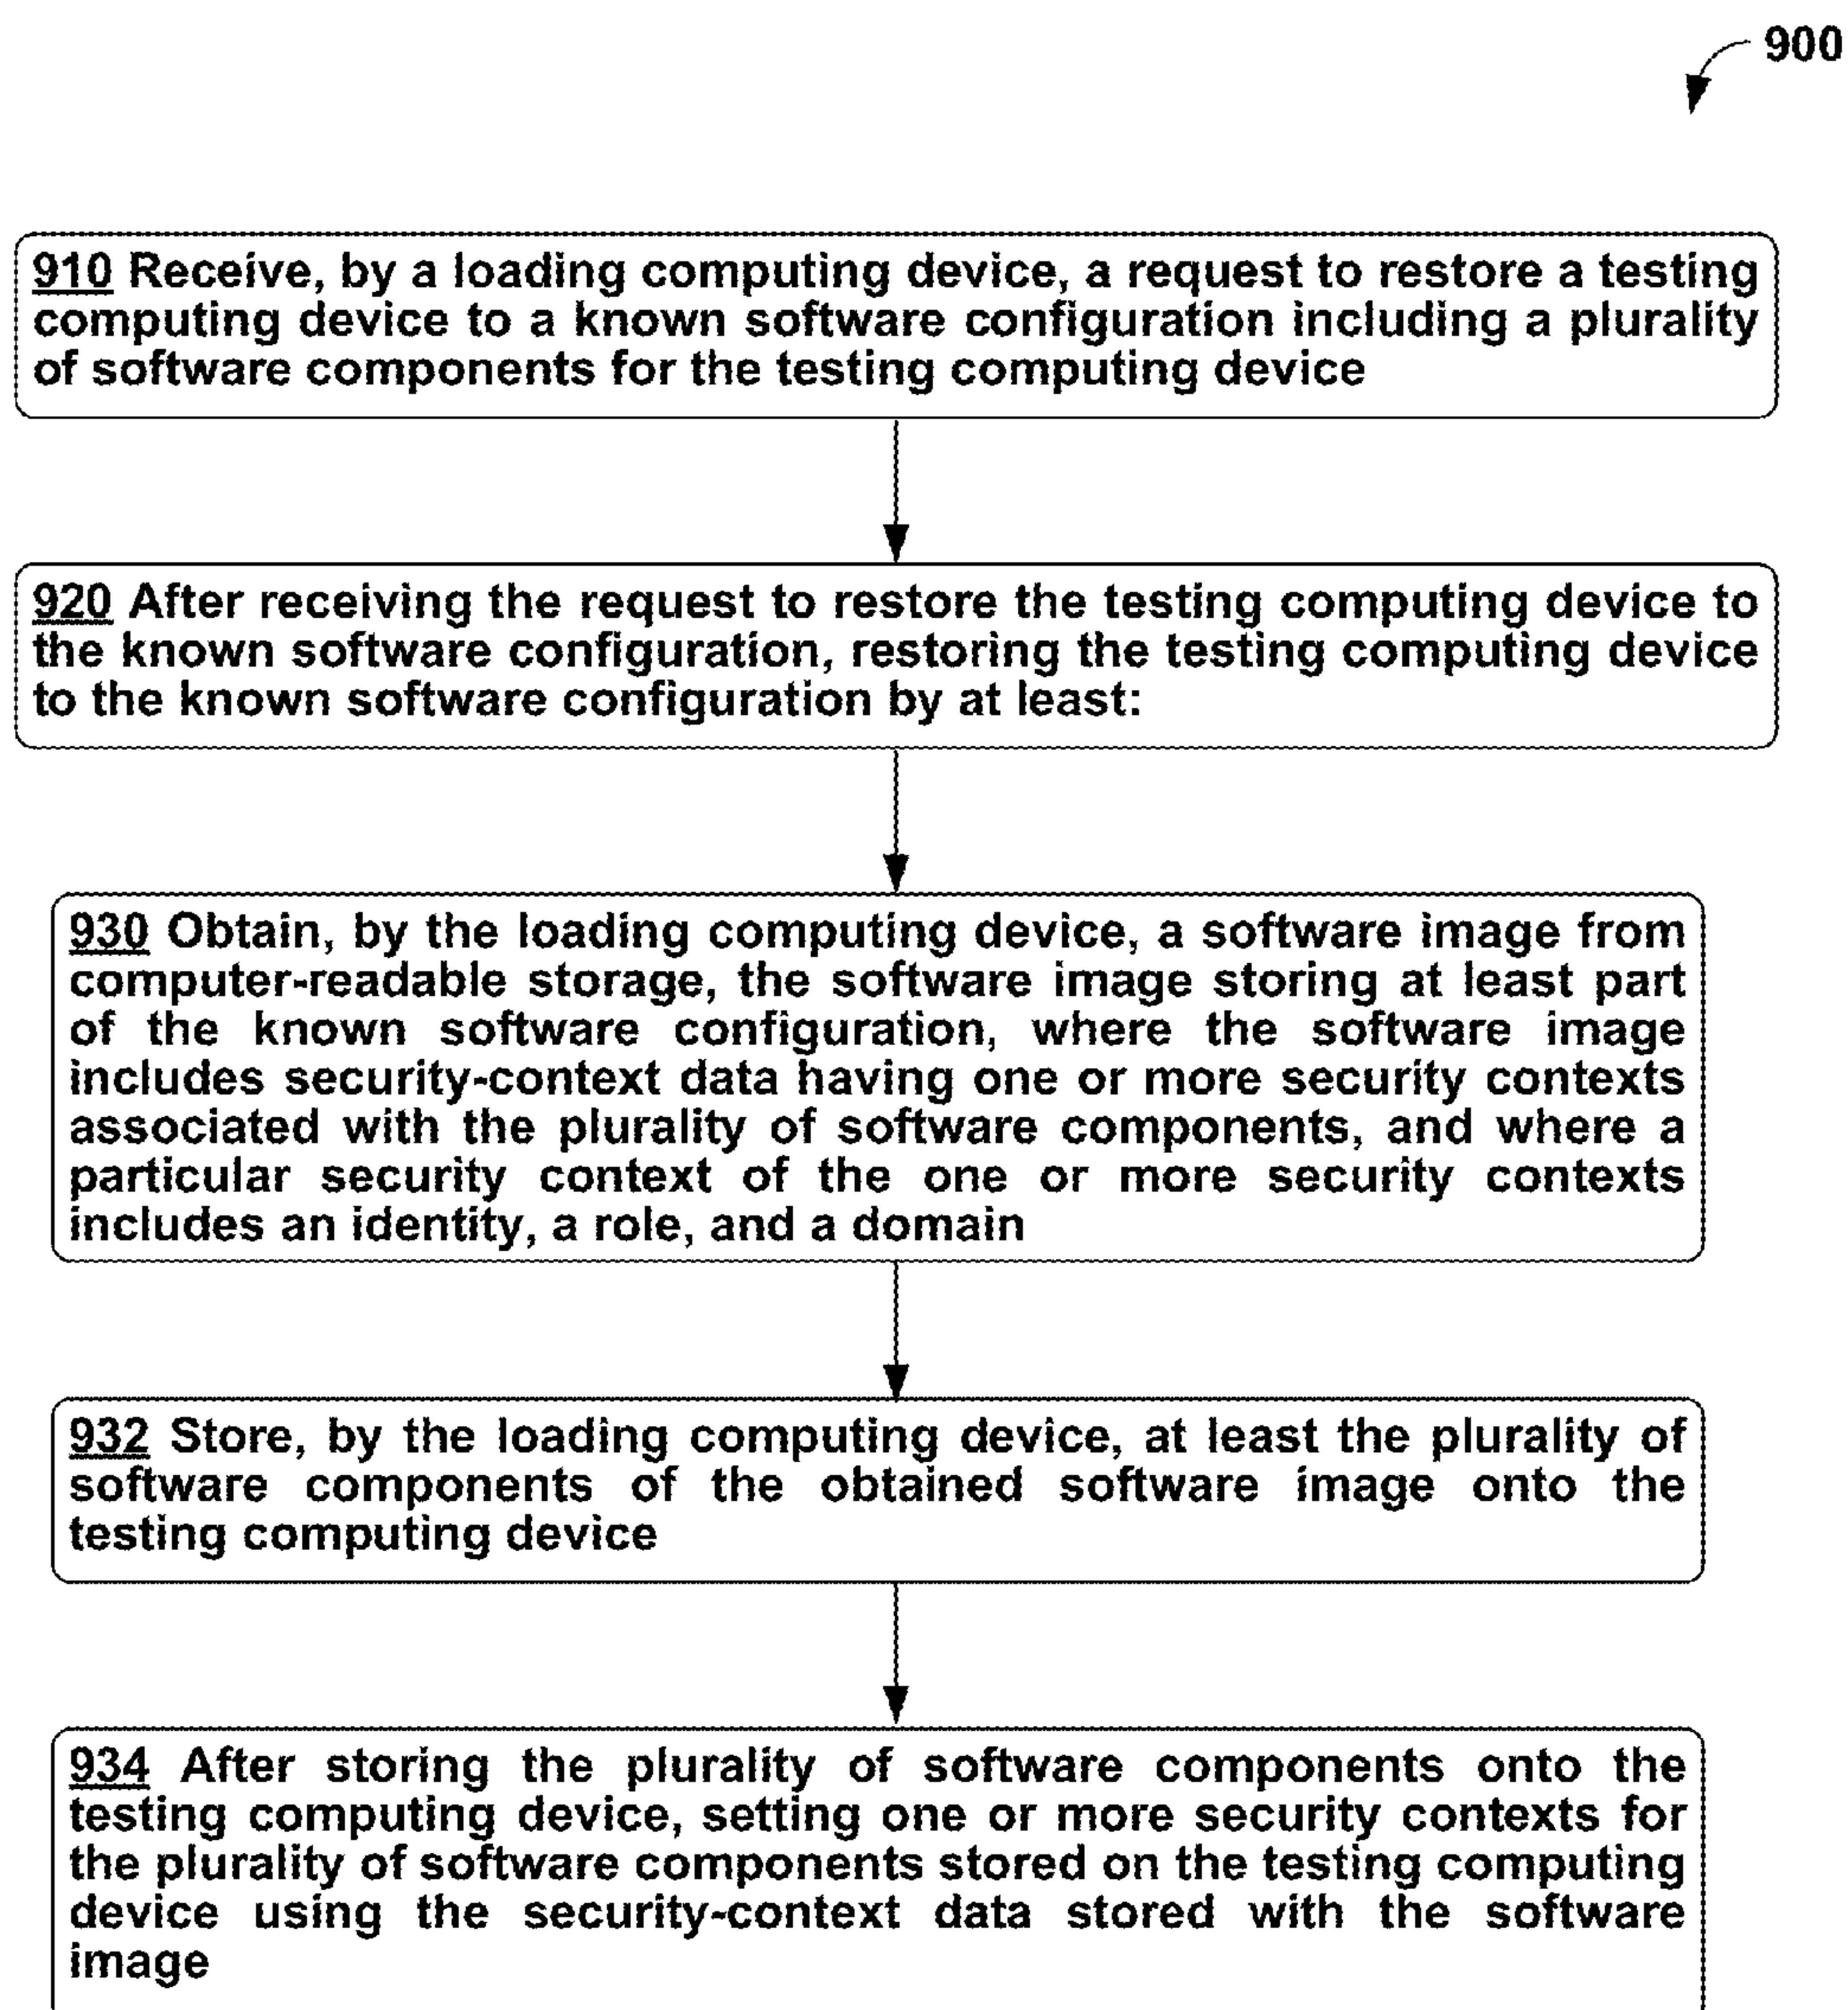 900
910 Receive, by a loading computing device, a request to restore a testing
computing device to a known software configuration including a plurality
of software components for the testing computing device
920 After receiving the request to restore the testing computing device to
the known software configuration, restoring the testing computing device
to the known software configuration by at least:
930 Obtain, by the loading computing device, a software image from
computer-readable storage, the software image storing at least part
of the known software configuration, where the software image
includes security-context data having one or more security contexts
associated with the plurality of software components, and where a
particular security context of the one or more security contexts
includes an identity, a role, and a domain
932 Store, by the loading computing device, at least the plurality of
software components of the obtained software image onto the
testing computing device
934 After storing the plurality of software components onto the
testing computing device, setting one or more security contexts for
the plurality of software components stored on the testing computing
device using the security-context data stored with the software
image